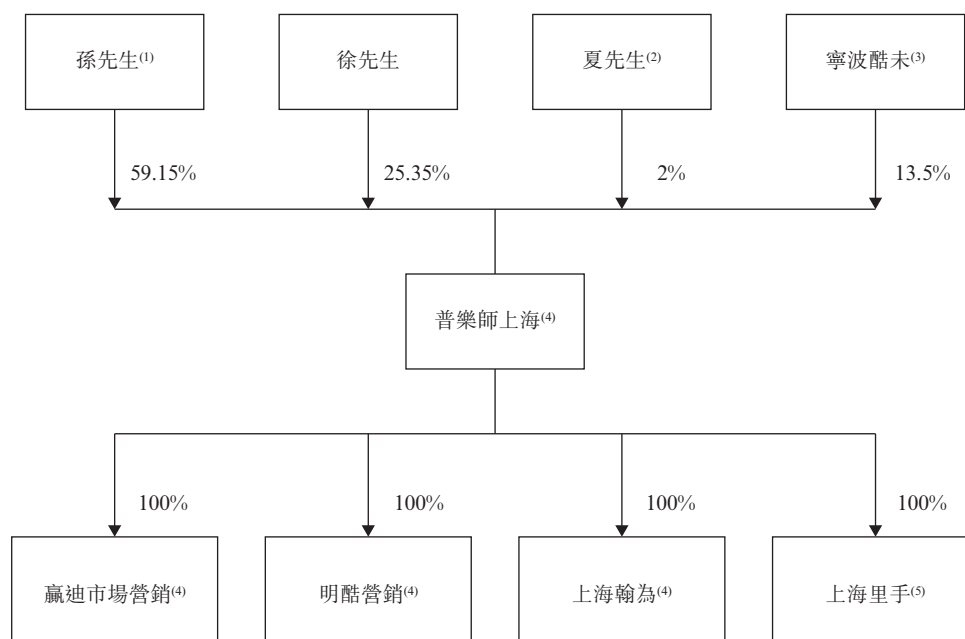 孫先生(1)
徐先生
夏先生(2)
寧波酷未(3)
59.15%
25.35%
2%
13.5%
普樂師上海(4)
100%
100%
100%
100%
贏迪市場營銷(4)
明酷營銷(4)
上海翰為(4)
上海里手(5)